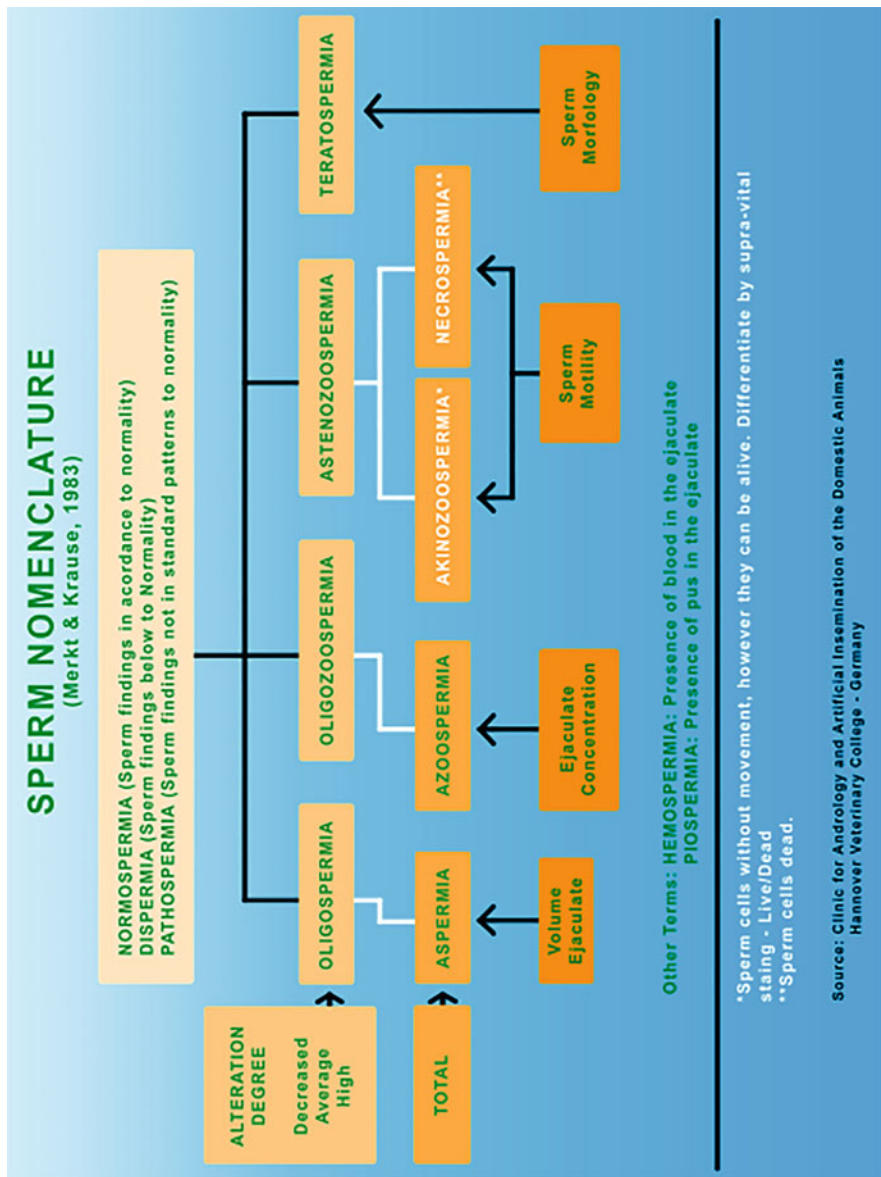 SPERM NOMENCLATURE
(Merkt & Krause, 1983)
NORMOSPERMIA (Sperm findings in acordance to normality)
DISPERMIA (Sperm findings below to Normality)
PATHOSPERMIA (Sperm findings not in standard patterns to normality)
ALTERATION
DEGREE
Decreased
Average
High
OLIGOSPERMIA
OLIGOZOOSPERMIA
ASTENOZOOSPERMIA
TERATOSPERMIA
TOTAL
ASPERMIA
AZOOSPERMIA
AKINOZOOSPERMIA*
NECROSPERMIA**
Volume
Ejaculate
Ejaculate
Concentration
Sperm
Motility
Sperm
Morfology
Other Terms: HEMOSPERMIA: Presence of blood in the ejaculate
PIOSPERMIA: Presence of pus in the ejaculate
*Sperm cells without movement, however they can be alive. Differentiate by supra-vital
staing - Live/Dead
**Sperm cells dead.
Source: Clinic for Andrology and Artificial Insemination of the Domestic Animals
Hannover Veterinary College - Germany